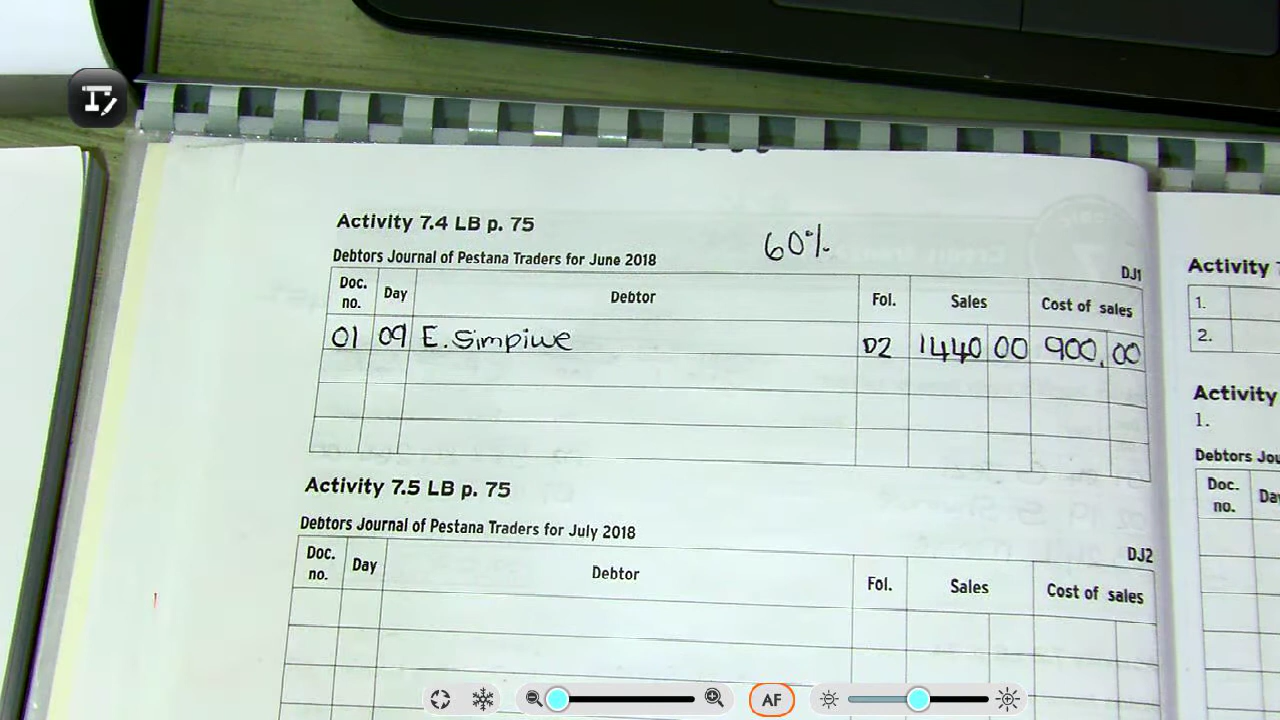 Activity 7.4 LB p. 75
60%
Debtors Journal of Pestana Traders for June 2018 DJ1
Doc. no. Day Debtor Fol. Sales Cost of sales
01 09 E. Simpiwe D2 1440 00 900,00
Activity 7.5 LB p. 75
Debtors Journal of Pestana Traders for July 2018 DJ2
Doc. no. Day Debtor Fol. Sales Cost of sales
Activity
1.
2.
Activity
1.
Debtors
Doc. no.
AF